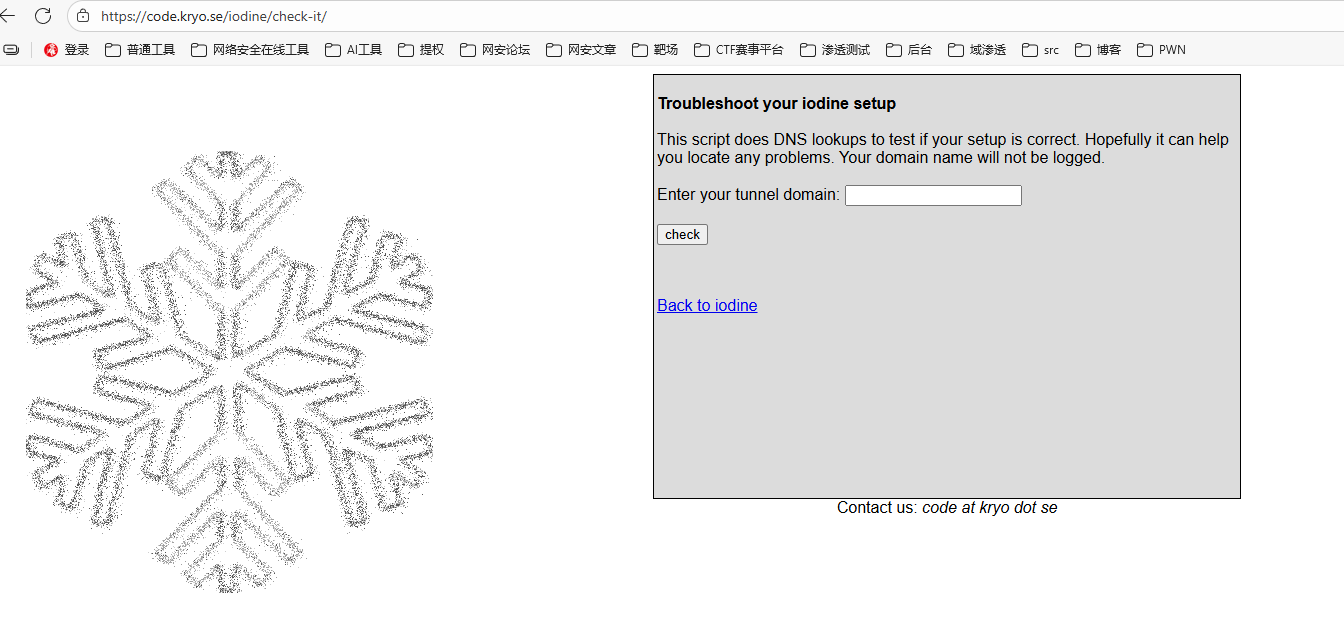 https://code.kryo.se/iodine/check-it/
登录 普通工具 网络安全在线工具 AI工具 提权 网安论坛 网安文章 靶场 CTF赛事平台 渗透测试 后台 域渗透 src 博客 PWN
Troubleshoot your iodine setup
This script does DNS lookups to test if your setup is correct. Hopefully it can help
you locate any problems. Your domain name will not be logged.
Enter your tunnel domain:
check
Back to iodine
Contact us: code at kryo dot se